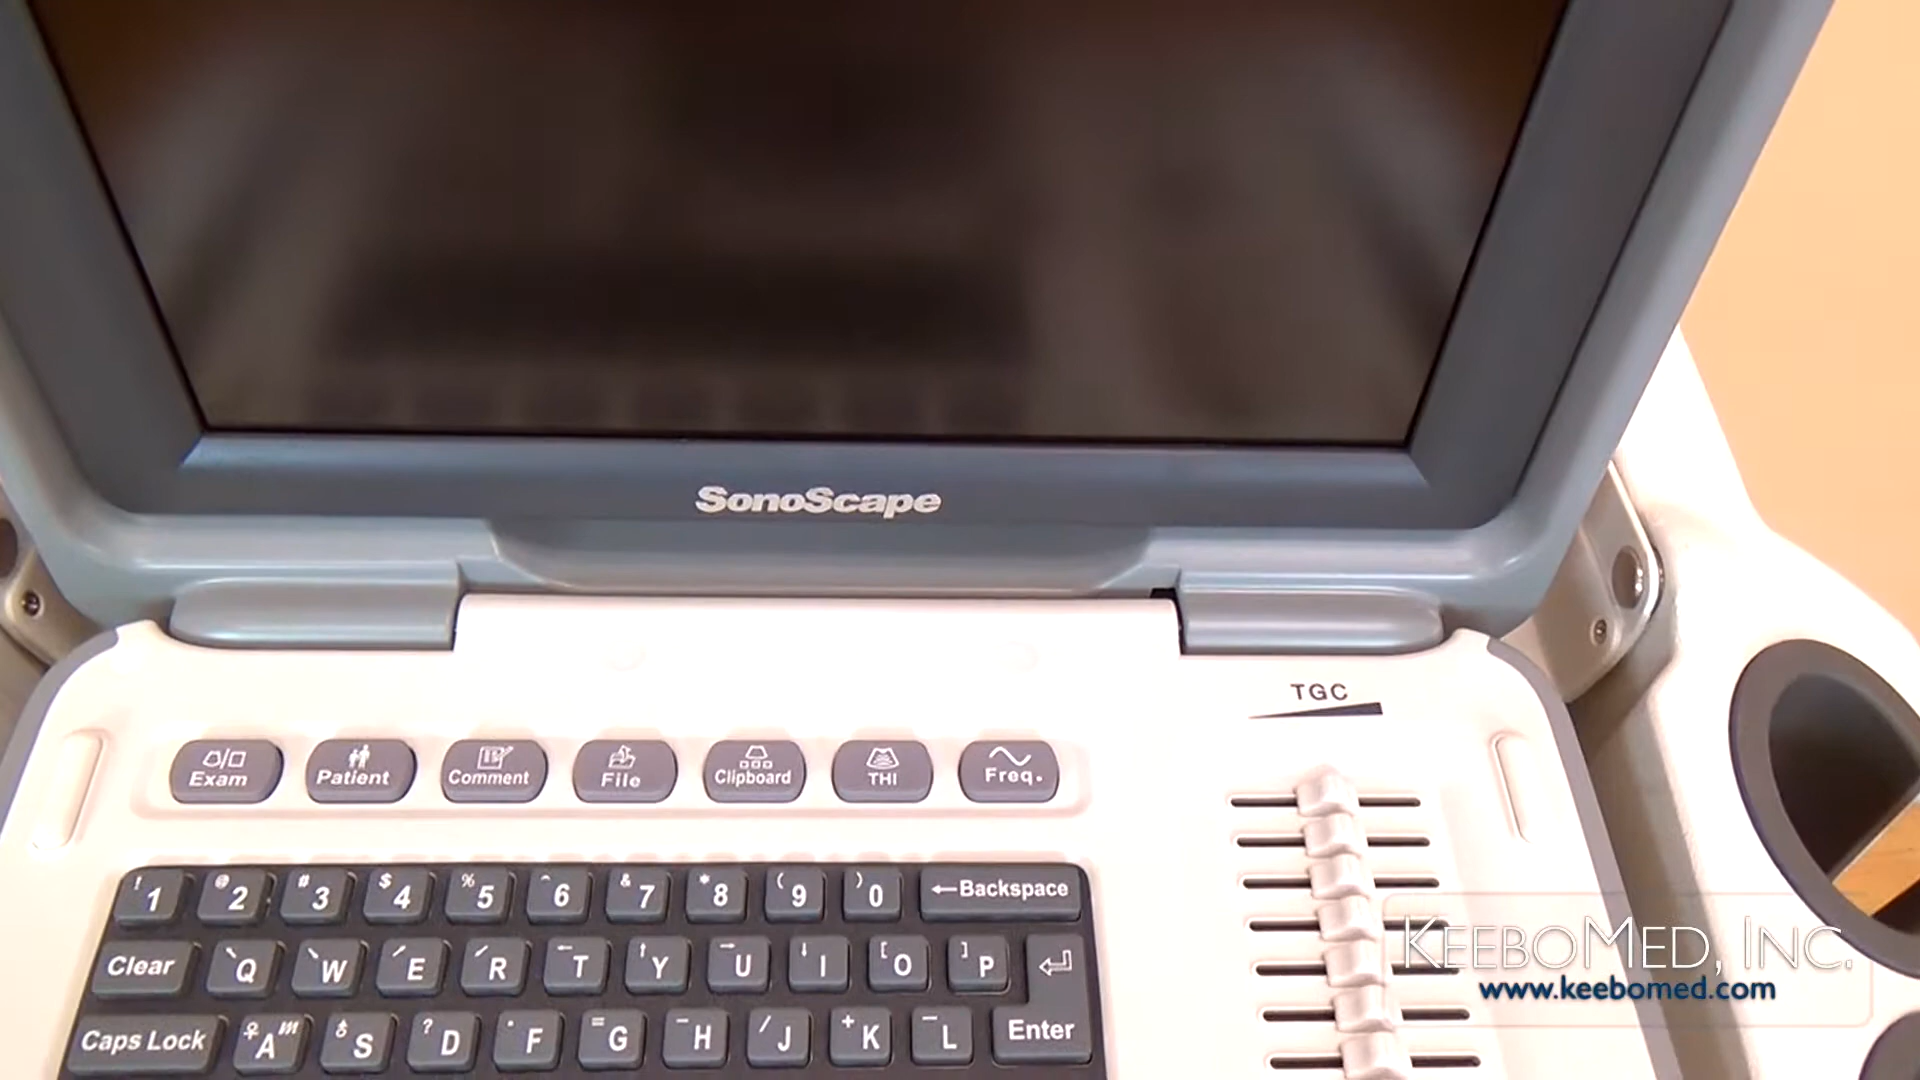 SonoScape
TGC
Exam Patient Comment File Clipboard THI Freq.
! 1 @ 2 # 3 $ 4 % 5 ^ 6 & 7 * 8 ( 9 ) 0 ←Backspace
Clear Q W E R T Y U I [ O ] P
Caps Lock A S ? D F = G H / J + K L Enter
KEEBOMED, INC.
www.keebomed.com